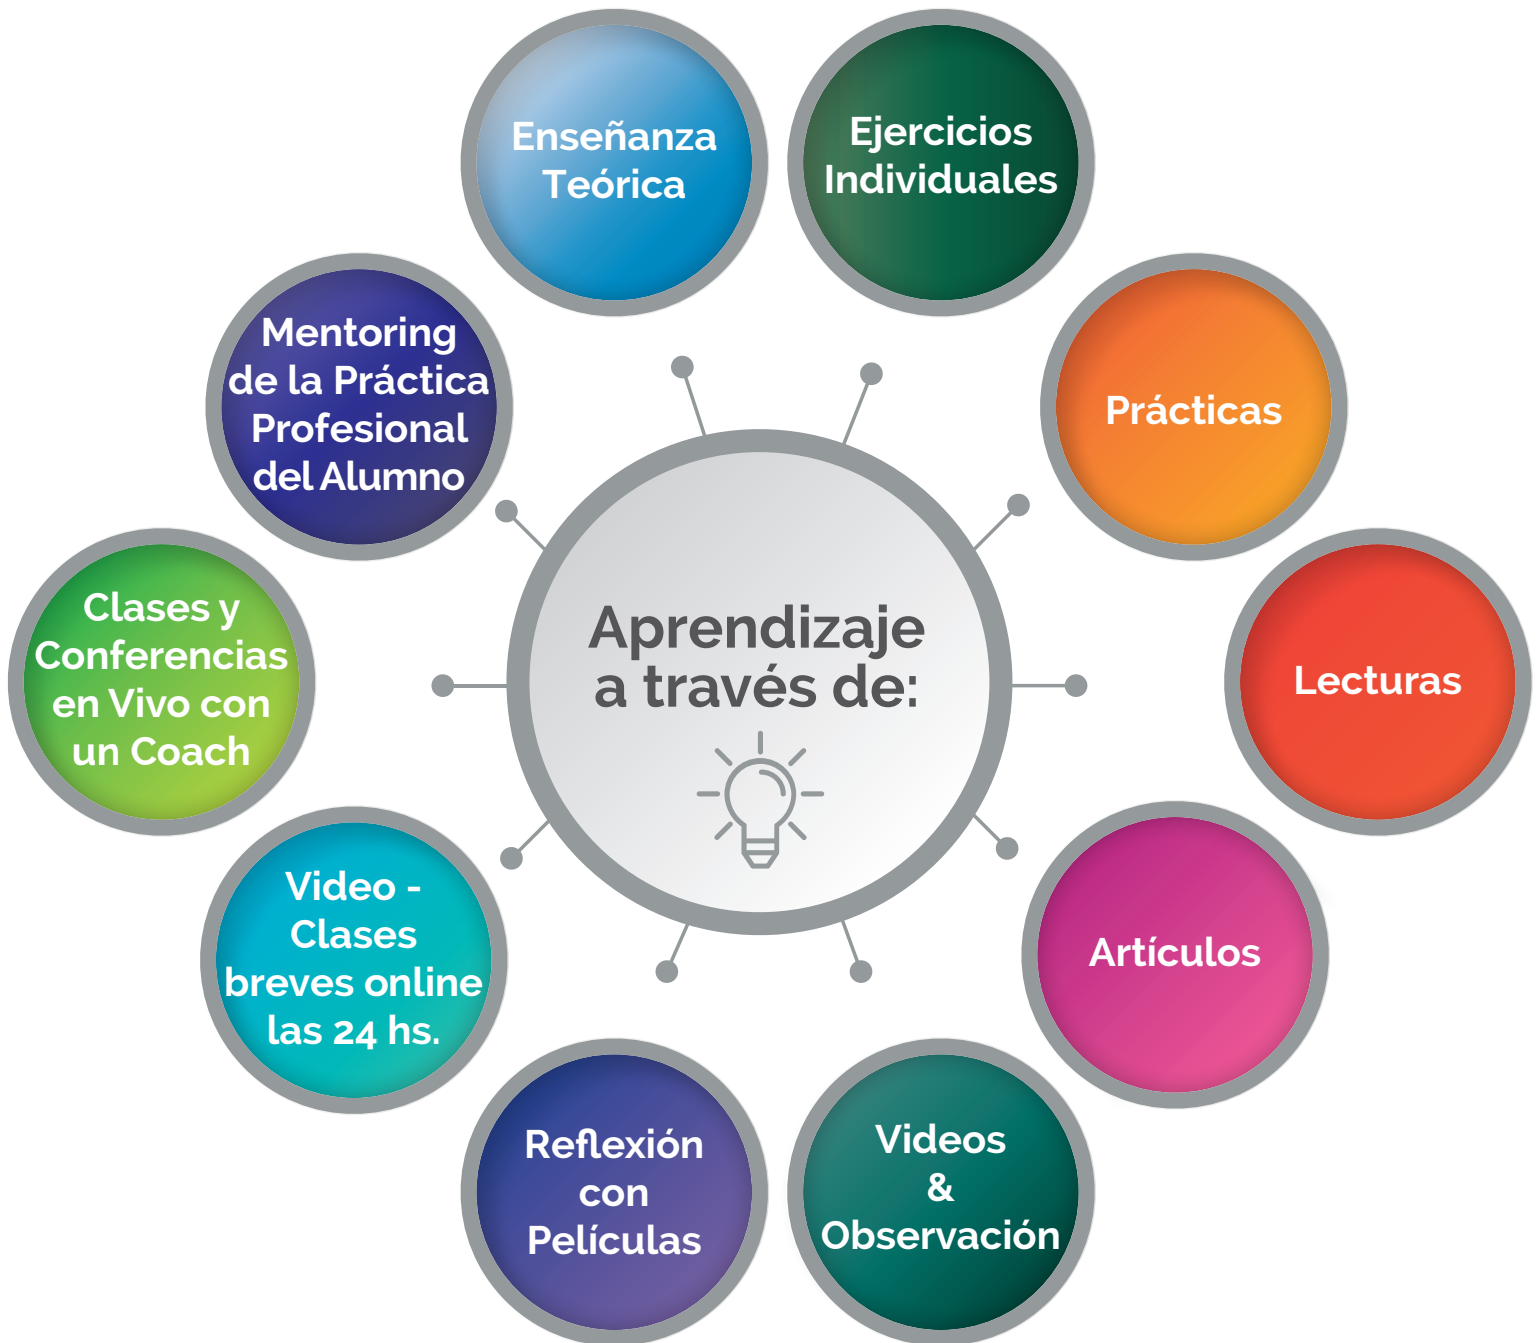 Enseñanza
Teórica
Ejercicios
Individuales
Prácticas
Lecturas
Artículos
Videos
&
Observación
Reflexión
con
Películas
Video -
Clases
breves online
las 24 hs.
Clases y
Conferencias
en Vivo con
un Coach
Mentoring
de la Práctica
Profesional
del Alumno
Aprendizaje
a través de: